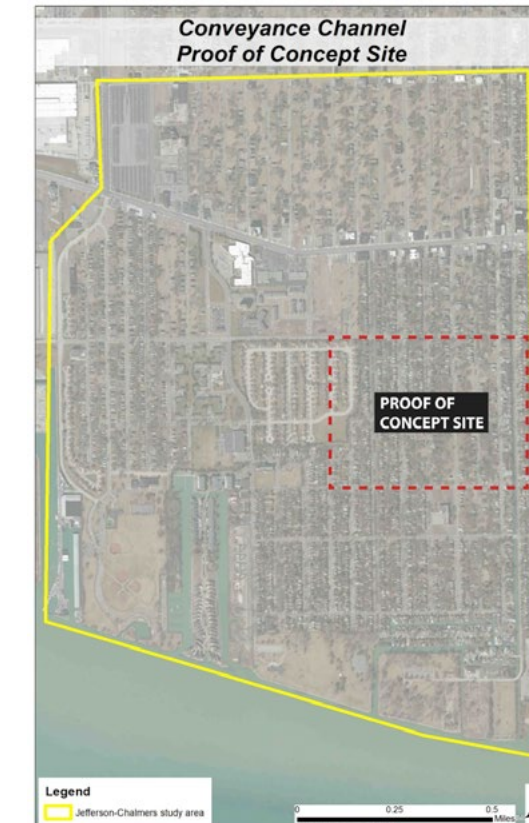 Conveyance Channel
Proof of Concept Site
PROOF OF
CONCEPT SITE
Legend
Jefferson-Chalmers study area
0 0.25 0.5
Miles